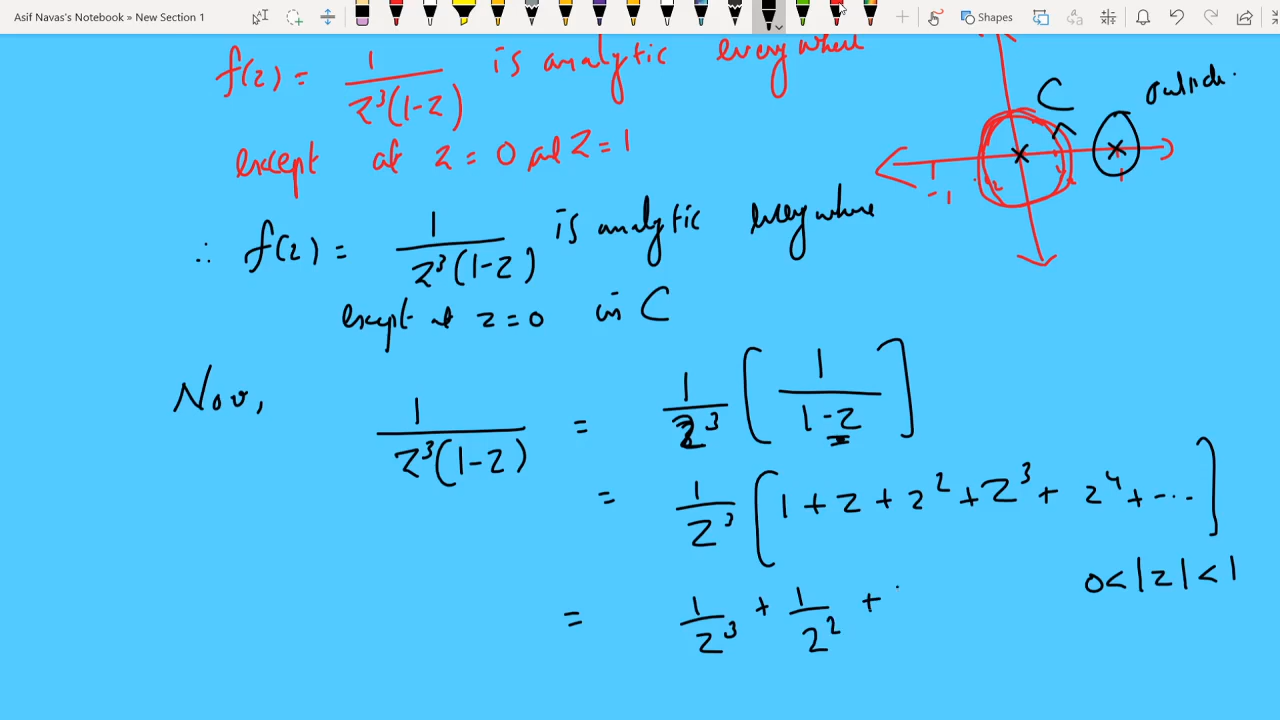 Asif Navas's Notebook » New Section 1
Shapes
f(z) = 1/(z³(1-z)) is analytic everywhere
except at z = 0 and z = 1
C
outside.
-1
1
∴ f(z) = 1/(z³(1-z)) is analytic everywhere
except at z = 0 in C
Now, 1/(z³(1-z)) = 1/z³ [ 1/(1-z) ]
= 1/z³ [ 1 + z + z² + z³ + z⁴ + ... ]
0 < |z| < 1
= 1/z³ + 1/z² +